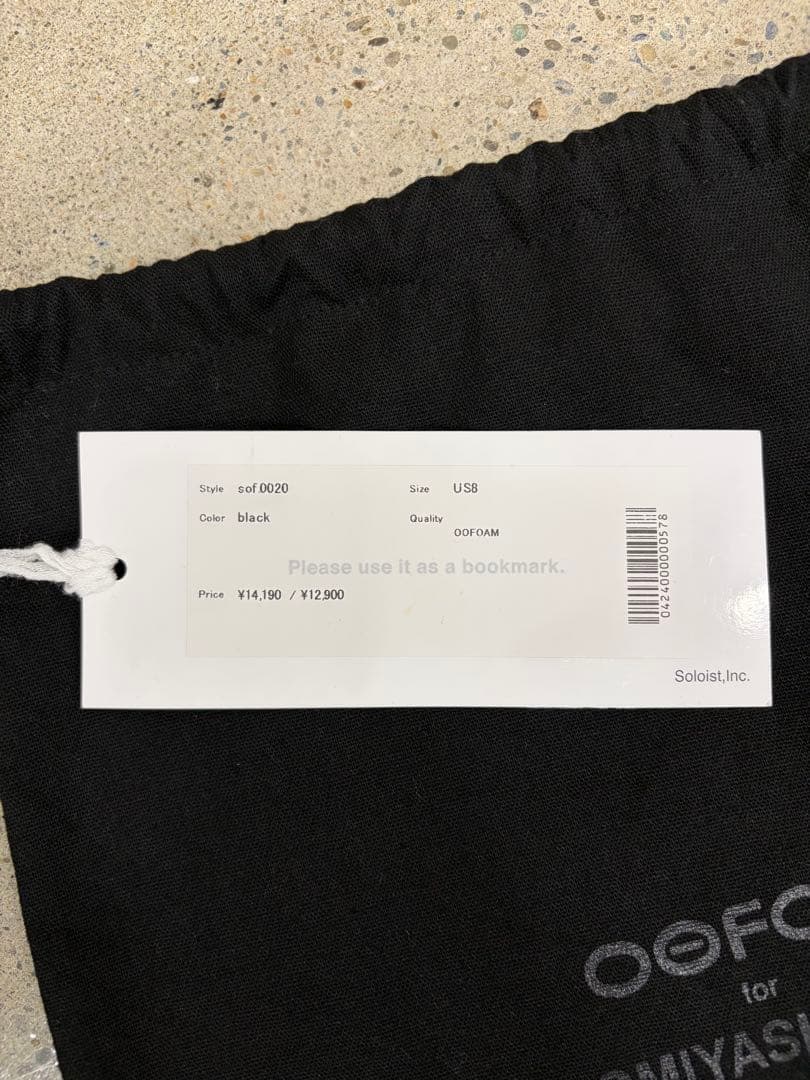 Style sof.0020
Size US8
Color black
Quality
OOFOAM
Please use it as a bookmark.
Price ¥14,190 / ¥12,900
0424000000578
Soloist,Inc.
for